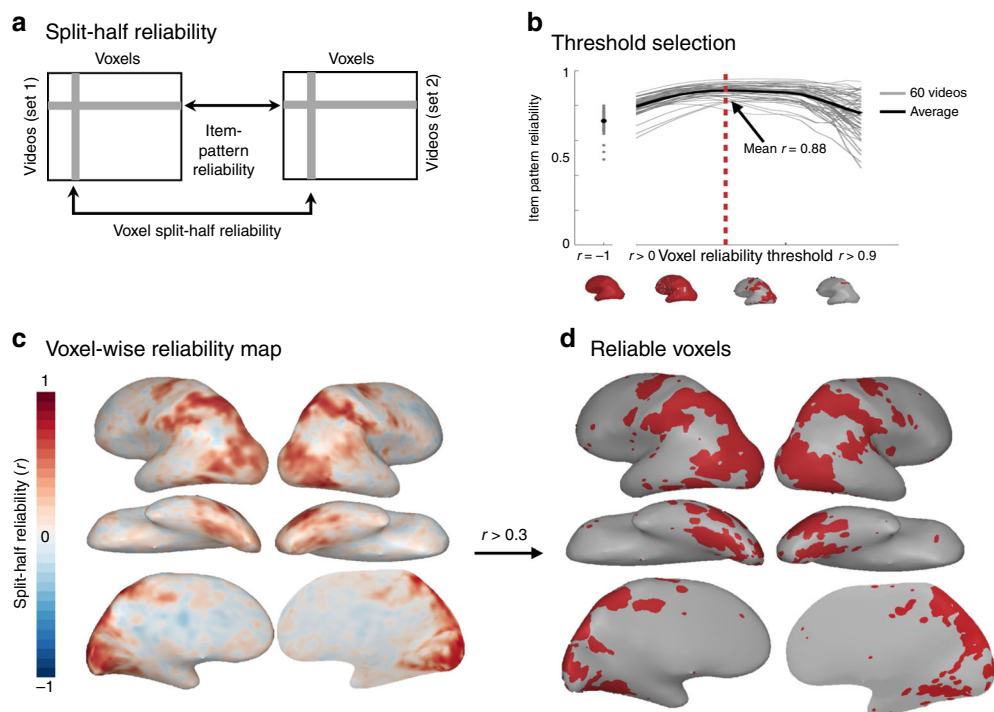 a
Split-half reliability
Voxels
Voxels
Videos (set 1)
Videos (set 2)
Item-
pattern
reliability
Voxel split-half reliability
b
Threshold selection
1
0.5
0
Item pattern reliability
60 videos
Average
Mean r = 0.88
r = −1
r > 0
Voxel reliability threshold
r > 0.9
c
Voxel-wise reliability map
1
0
−1
Split-half reliability (r)
r > 0.3
d
Reliable voxels